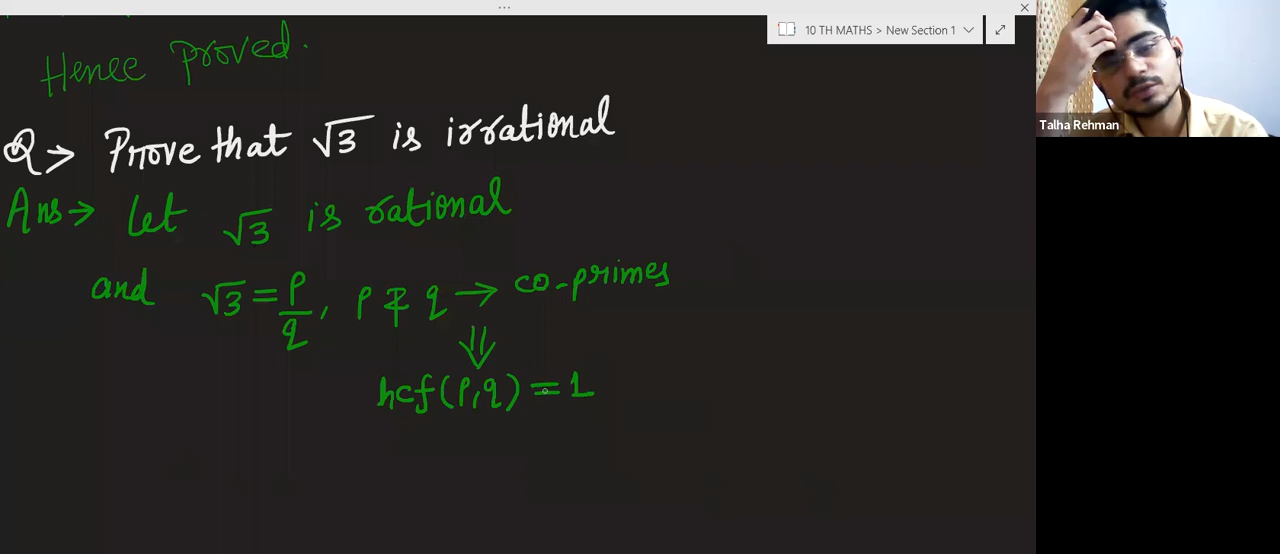 10 TH MATHS > New Section 1
Hence proved.
Q> Prove that √3 is irrational
Ans→ Let √3 is rational
and √3 = p/q, p & q → co-primes
⇓
hcf(p,q) = 1
Talha Rehman